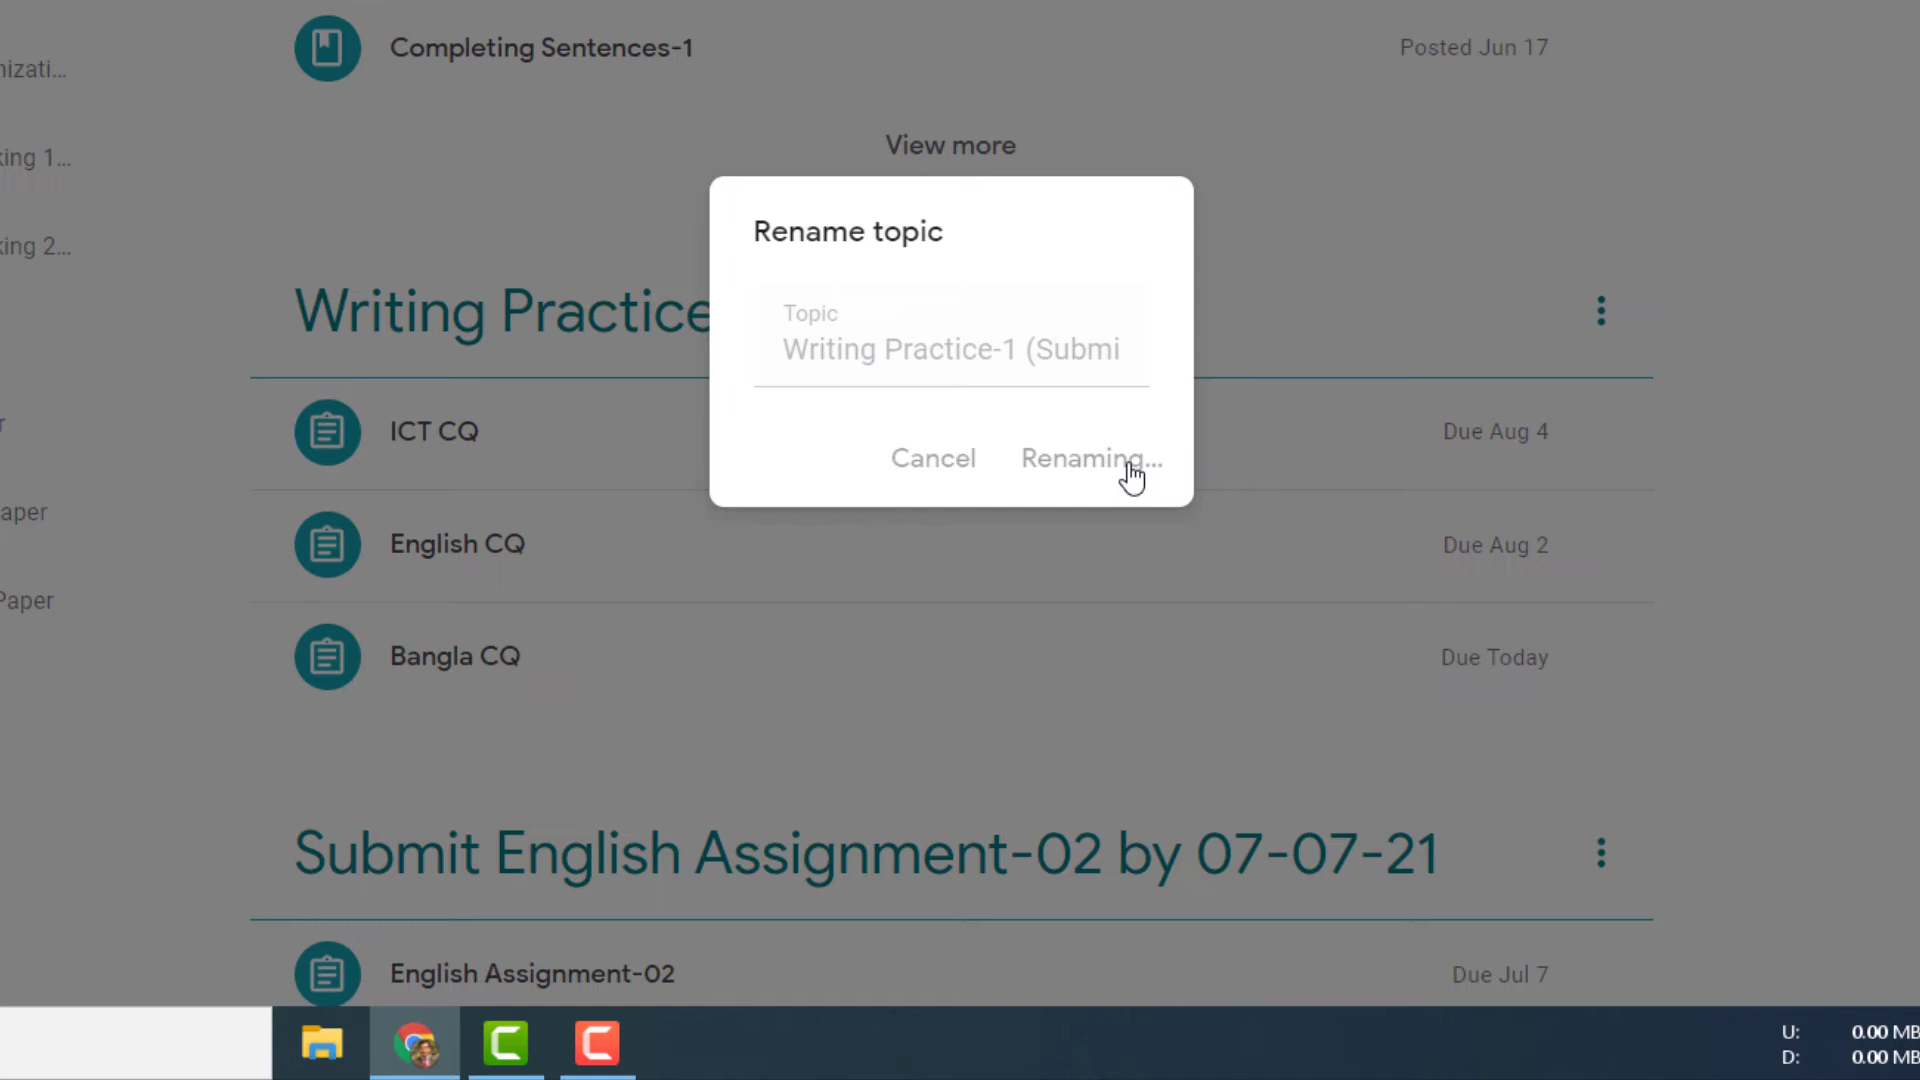 Completing Sentences-1
Posted Jun 17
nizati...
View more
king 1...
Rename topic
king 2...
Writing Practice
Topic
Writing Practice-1 (Submi
ICT CQ
Due Aug 4
Cancel
Renaming...
aper
English CQ
Due Aug 2
Paper
Bangla CQ
Due Today
Submit English Assignment-02 by 07-07-21
English Assignment-02
Due Jul 7
U: 0.00 MB
D: 0.00 MB